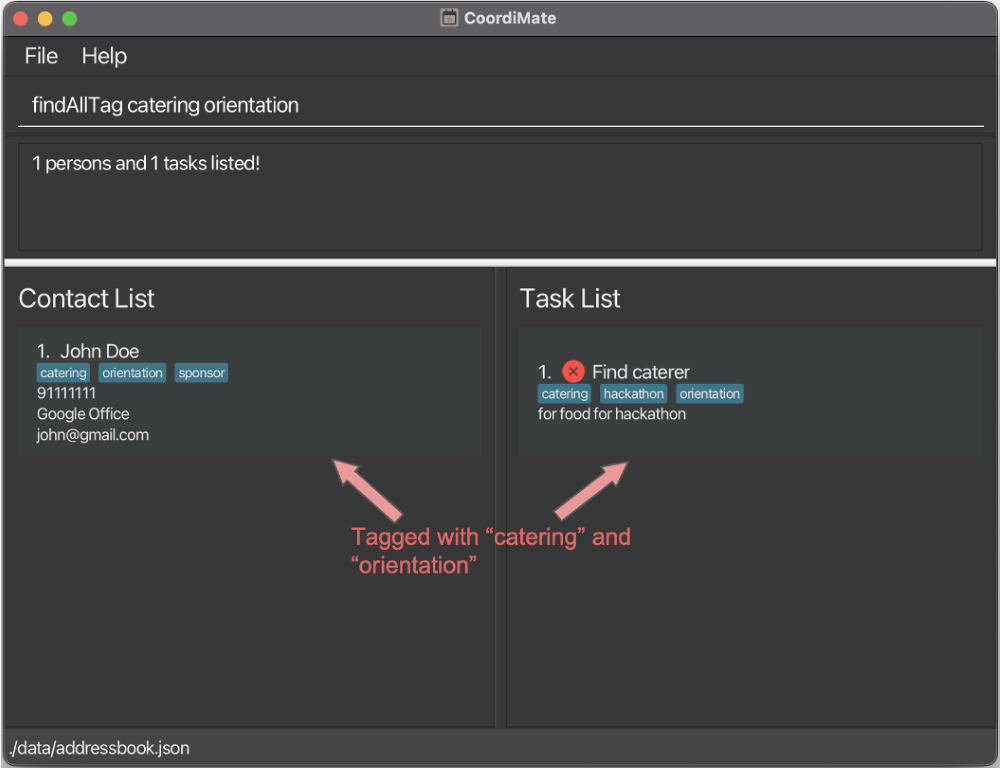 CoordiMate
File Help
findAllTag catering orientation
1 persons and 1 tasks listed!
Contact List
1. John Doe
catering orientation sponsor
91111111
Google Office
john@gmail.com
Task List
1. Find caterer
catering hackathon orientation
for food for hackathon
Tagged with “catering” and
“orientation”
./data/addressbook.json